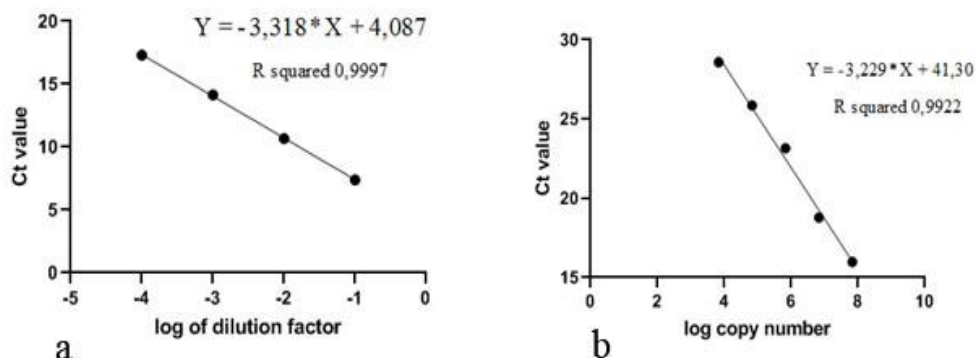 Y = -3,318*X + 4,087
R squared 0,9997
Ct value
20
15
10
5
0
-5 -4 -3 -2 -1 0
log of dilution factor
a
Y = -3,229*X + 41,30
R squared 0,9922
Ct value
30
25
20
15
0 2 4 6 8 10
log copy number
b